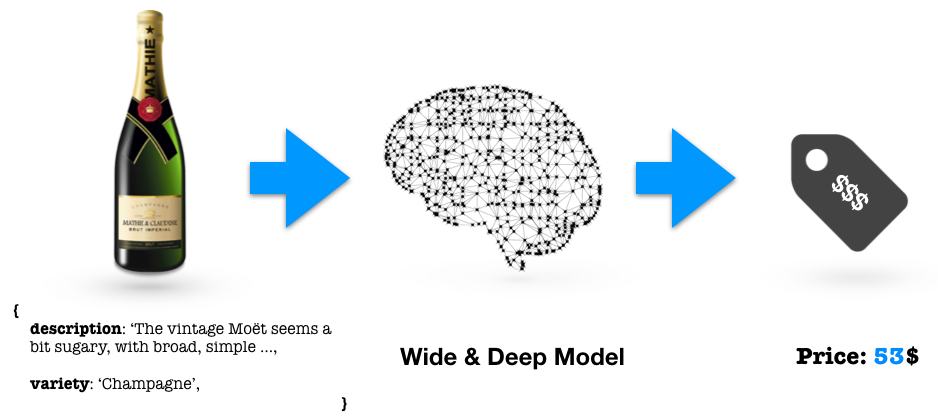 MATHIE
CHAMPAGNE
MATHIE & CLAUDINE
BRUT IMPERIAL
$$$
{
description: ‘The vintage Moët seems a
bit sugary, with broad, simple ...,
variety: ‘Champagne’,
}
Wide & Deep Model
Price: 53$